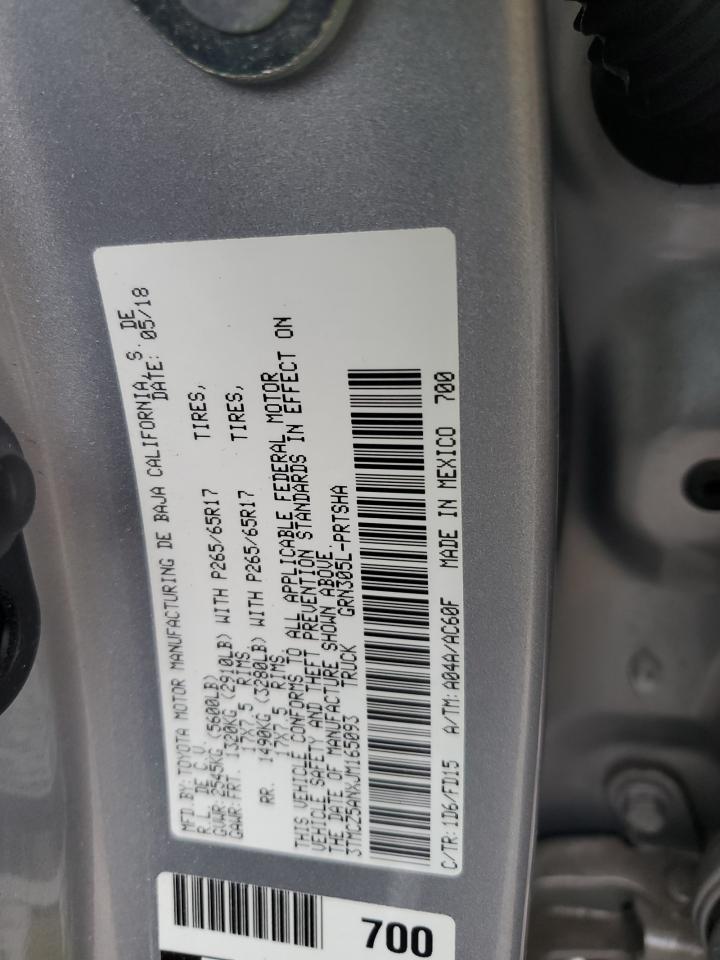 MFD.BY:TOYOTA MOTOR MANUFACTURING DE BAJA CALIFORNIA, S. DE
R. L. DE C. V. DATE: 05/18
GVWR: 2545KG (5600LB)
GAWR: FRT. 1320KG (2910LB) WITH P265/65R17 TIRES,
17X7.5 RIMS,
RR. 1490KG (3280LB) WITH P265/65R17 TIRES,
17X7.5 RIMS
THIS VEHICLE CONFORMS TO ALL APPLICABLE FEDERAL MOTOR
VEHICLE SAFETY AND THEFT PREVENTION STANDARDS IN EFFECT ON
THE DATE OF MANUFACTURE SHOWN ABOVE.
3TMCZ5ANXJM165093 TRUCK GRN305L-PRTSHA
C/TR: 1D6/FD15 A/TM: A04A/AC60F MADE IN MEXICO 700
700